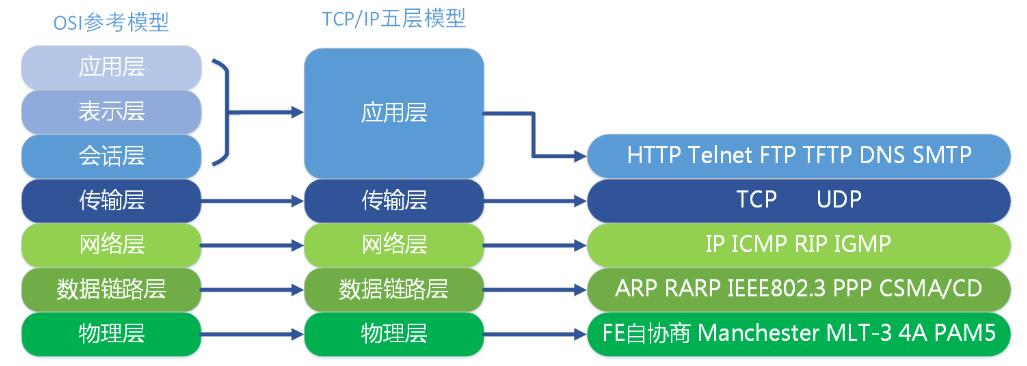 OSI参考模型
TCP/IP五层模型
应用层
表示层
会话层
传输层
网络层
数据链路层
物理层
应用层
传输层
网络层
数据链路层
物理层
HTTP Telnet FTP TFTP DNS SMTP
TCP UDP
IP ICMP RIP IGMP
ARP RARP IEEE802.3 PPP CSMA/CD
FE自协商 Manchester MLT-3 4A PAM5